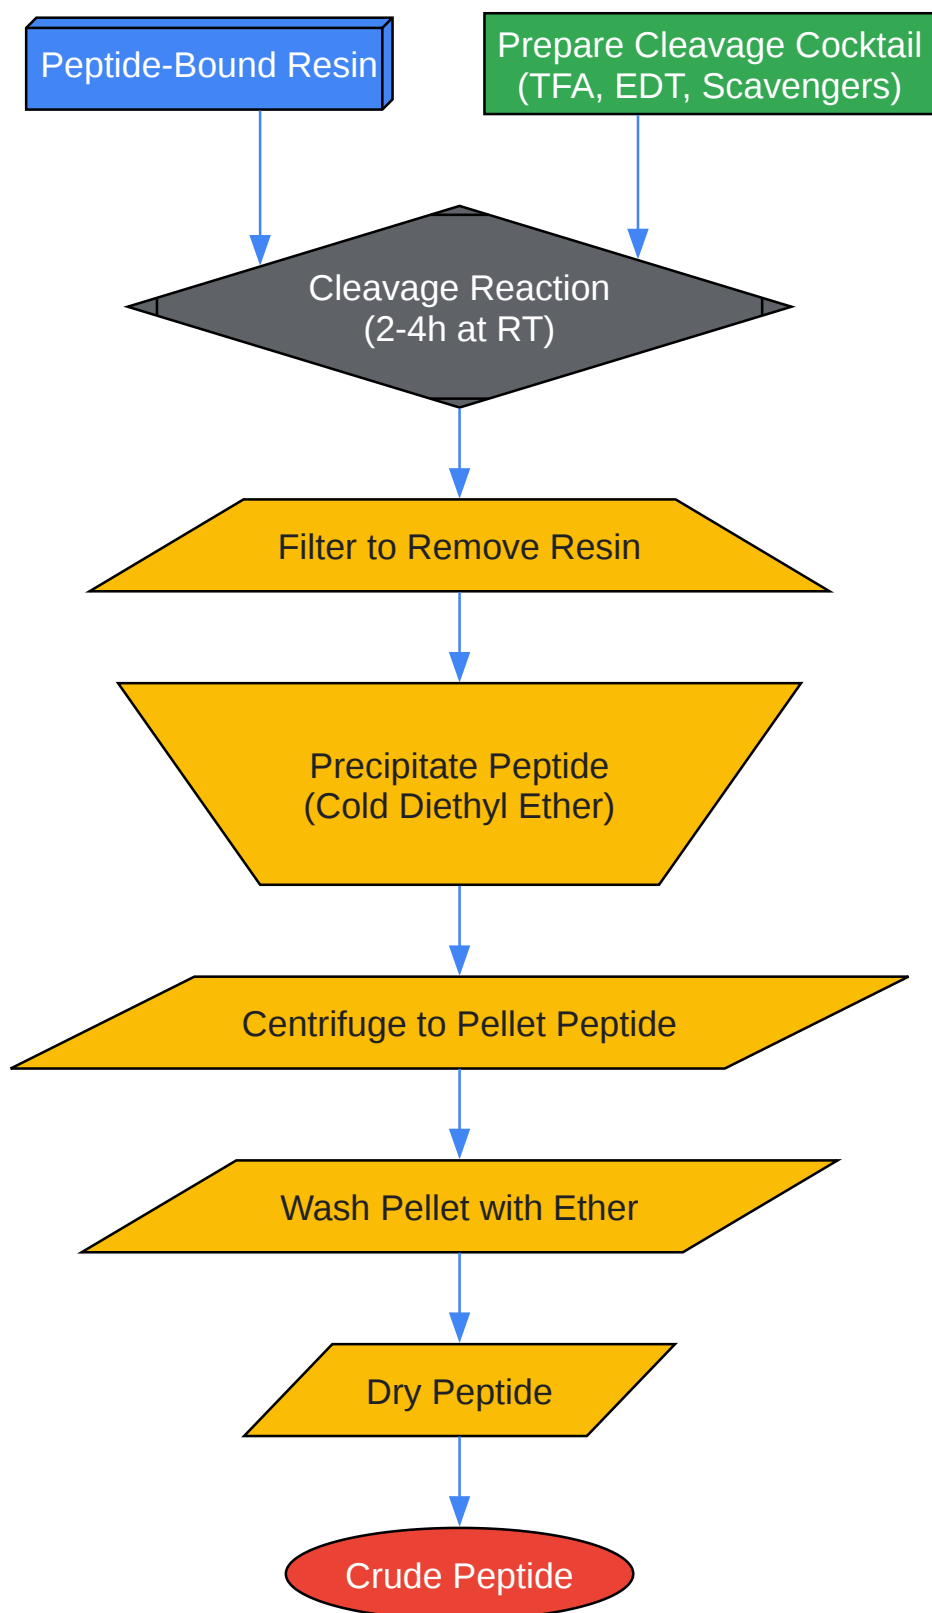 Peptide-Bound Resin
Prepare Cleavage Cocktail
(TFA, EDT, Scavengers)
Cleavage Reaction
(2-4h at RT)
Filter to Remove Resin
Precipitate Peptide
(Cold Diethyl Ether)
Centrifuge to Pellet Peptide
Wash Pellet with Ether
Dry Peptide
Crude Peptide